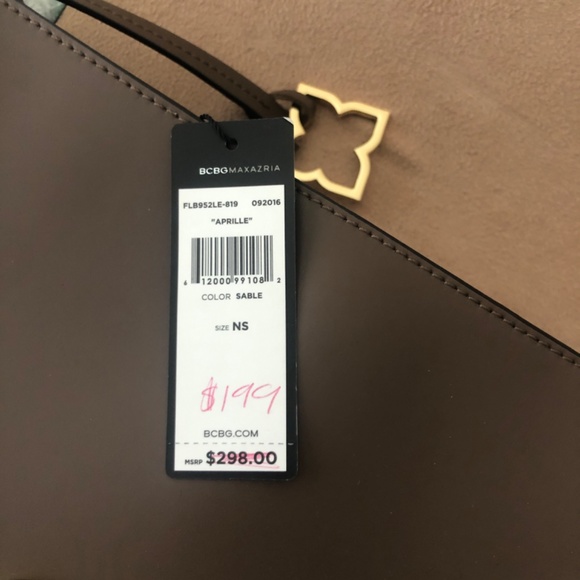 BCBGMAXAZRIA
FLB952LE-819 092016
"APRILLE"
6 12000 99108 2
COLOR SABLE
SIZE NS
$199
BCBG.COM
MSRP $298.00